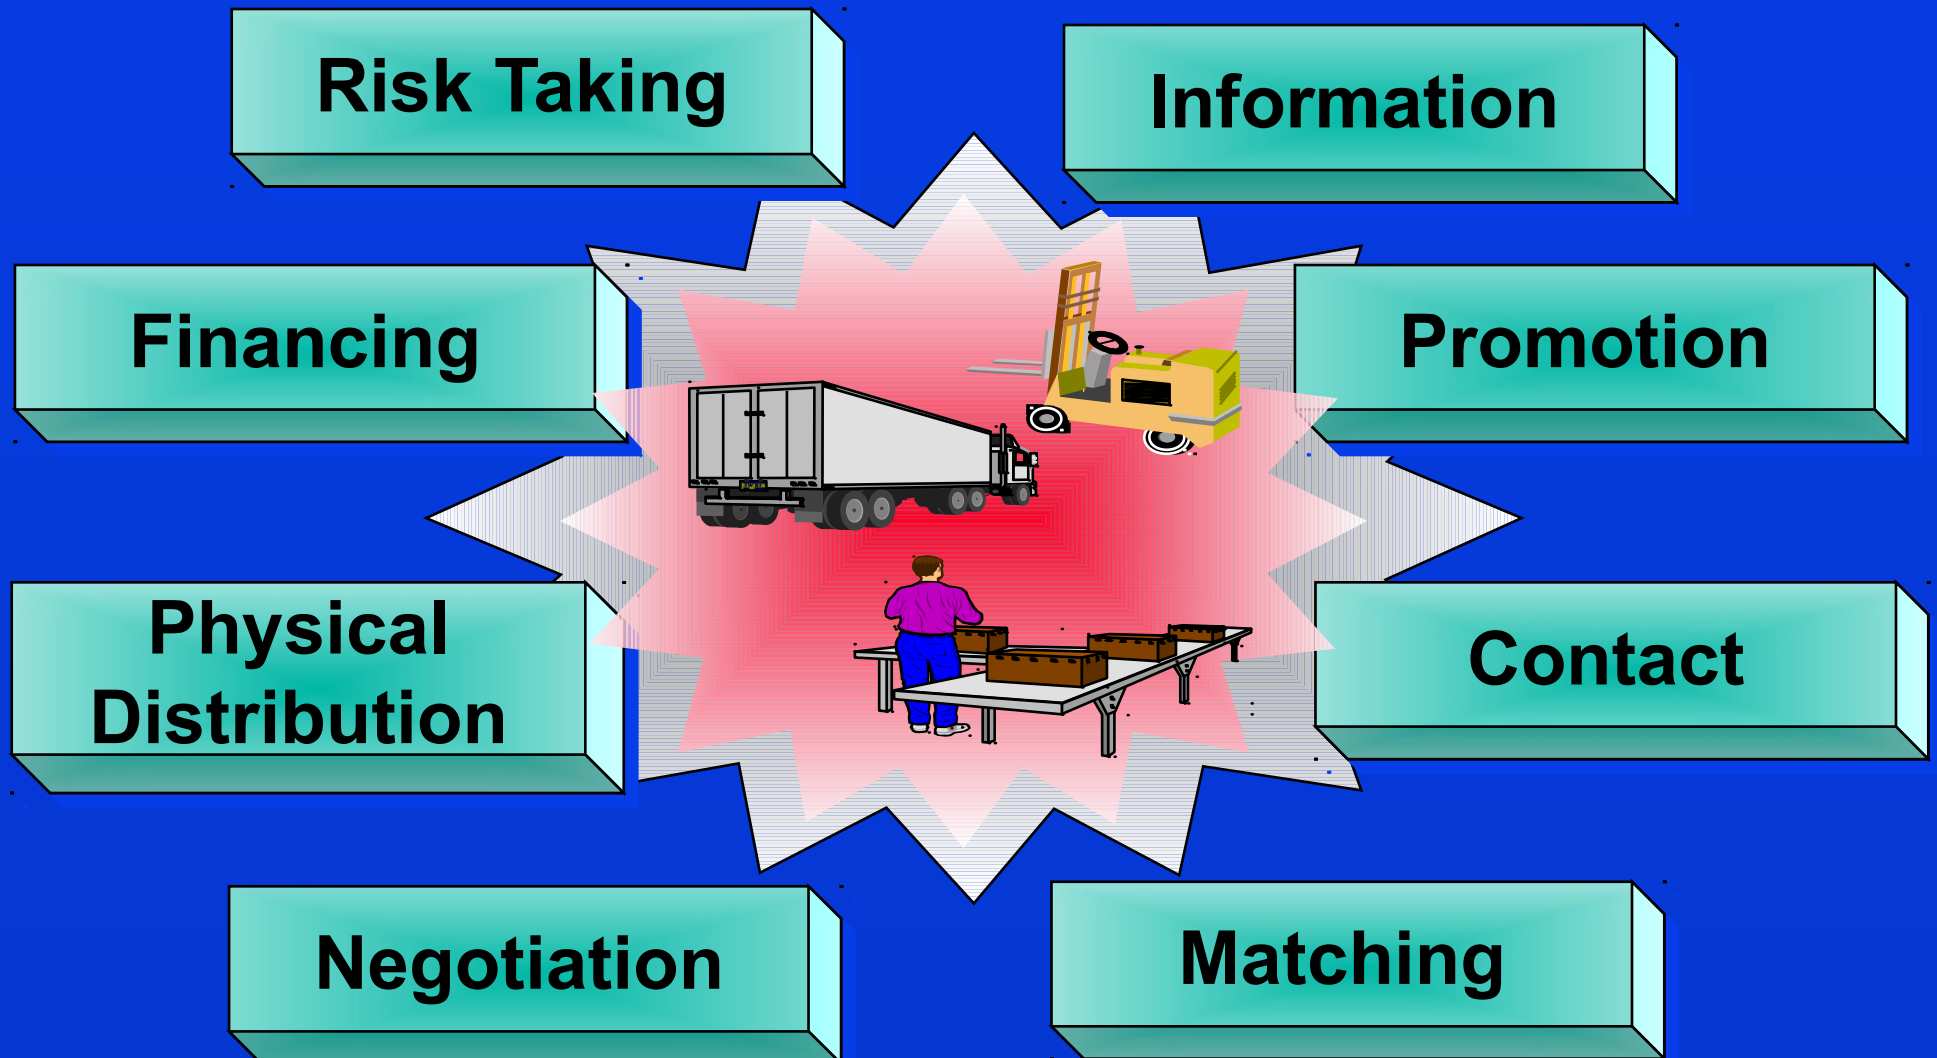 Risk Taking
Information
Financing
Promotion
Physical
Distribution
Contact
Negotiation
Matching